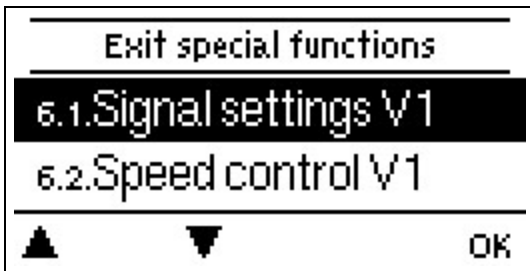 Exit special functions
6.1.Signal settings V1
6.2.Speed control V1
▲ ▼ OK